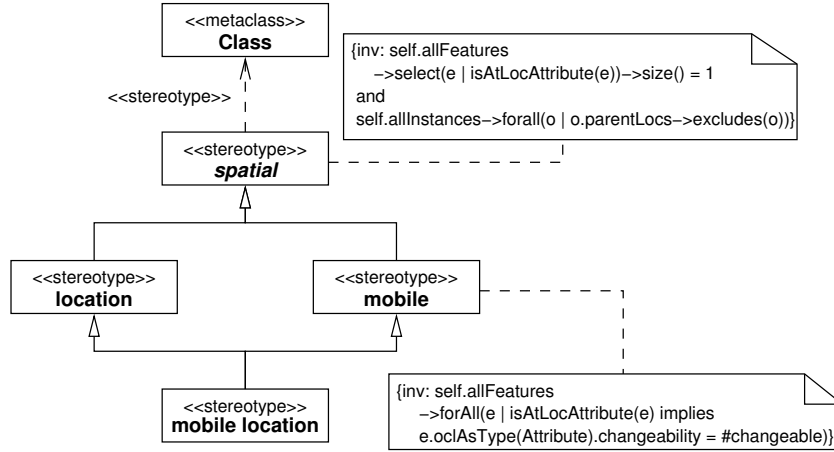 <<metaclass>>
Class
<<stereotype>>
{inv: self.allFeatures
−>select(e | isAtLocAttribute(e))−>size() = 1
and
self.allInstances−>forall(o | o.parentLocs−>excludes(o))}
<<stereotype>>
spatial
<<stereotype>>
location
<<stereotype>>
mobile
<<stereotype>>
mobile location
{inv: self.allFeatures
−>forAll(e | isAtLocAttribute(e) implies
e.oclAsType(Attribute).changeability = #changeable)}